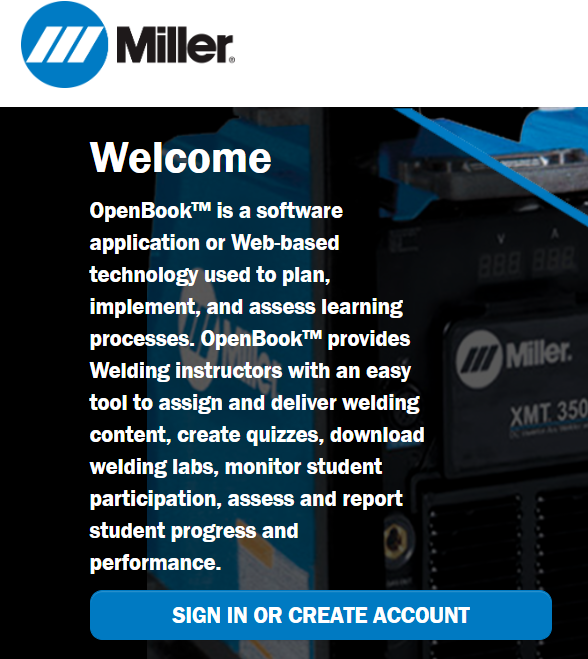 Miller®
Welcome
OpenBook™ is a software
application or Web-based
technology used to plan,
implement, and assess learning
processes. OpenBook™ provides
Welding instructors with an easy
tool to assign and deliver welding
content, create quizzes, download
welding labs, monitor student
participation, assess and report
student progress and
performance.
SIGN IN OR CREATE ACCOUNT
V A
Miller.
XMT 350
Miller